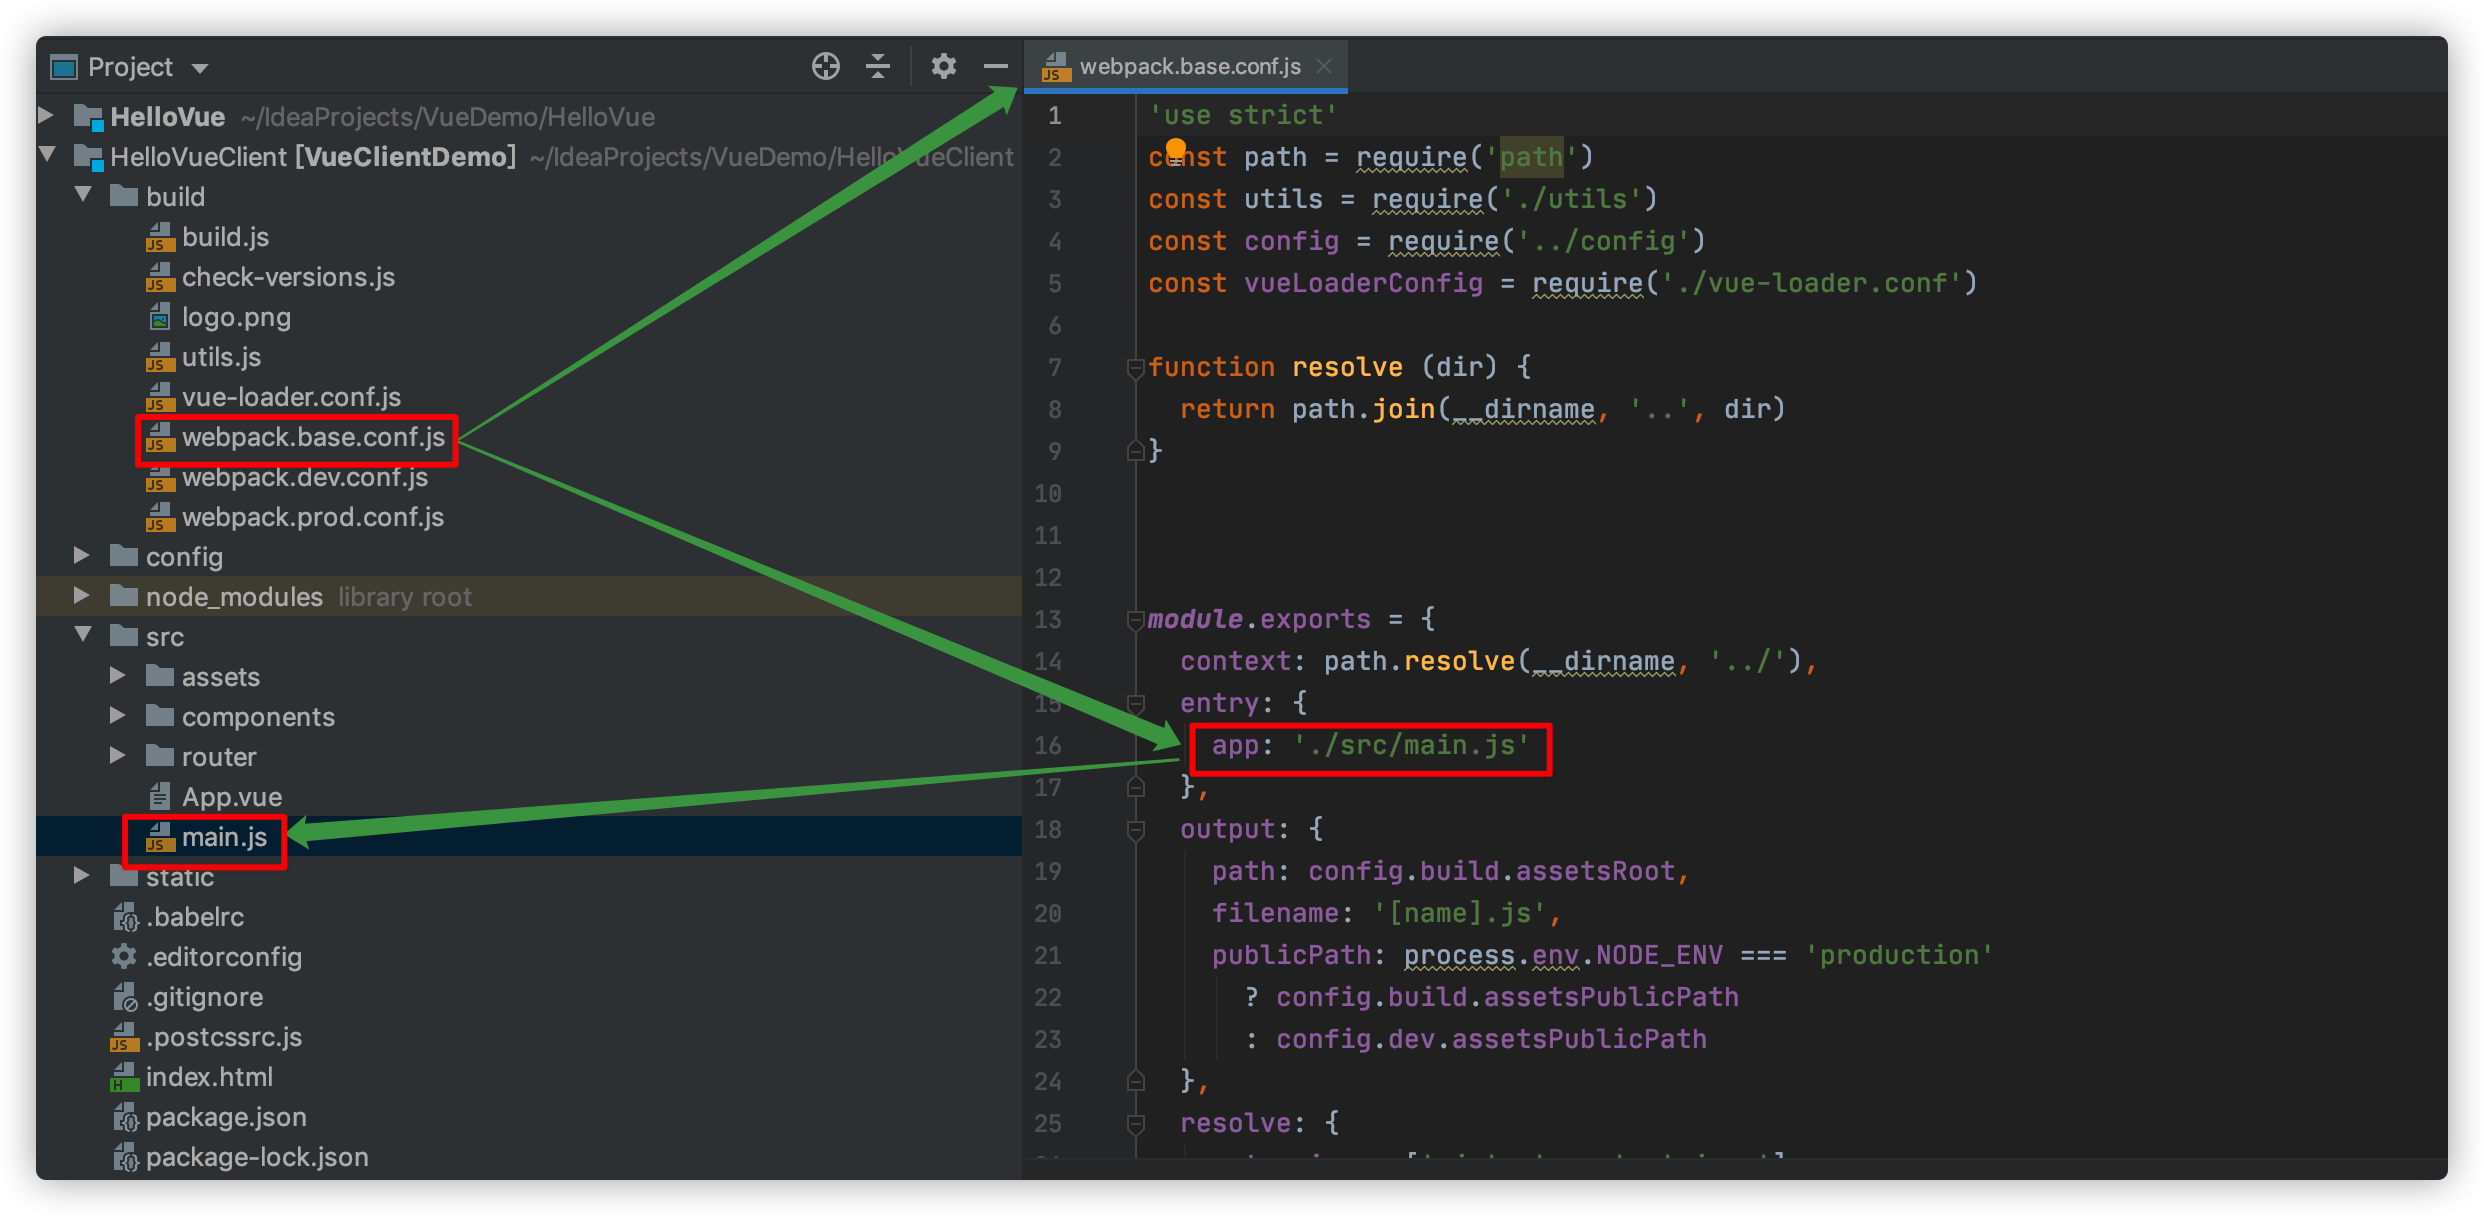 Project
HelloVue ~/IdeaProjects/VueDemo/HelloVue
HelloVueClient [VueClientDemo] ~/IdeaProjects/VueDemo/HelloVueClient
build
build.js
check-versions.js
logo.png
utils.js
vue-loader.conf.js
webpack.base.conf.js
webpack.dev.conf.js
webpack.prod.conf.js
config
node_modules library root
src
assets
components
router
App.vue
main.js
static
.babelrc
.editorconfig
.gitignore
.postcssrc.js
index.html
package.json
package-lock.json
webpack.base.conf.js
1 'use strict'
2 const path = require('path')
3 const utils = require('./utils')
4 const config = require('../config')
5 const vueLoaderConfig = require('./vue-loader.conf')
6
7 function resolve (dir) {
8 return path.join(__dirname, '..', dir)
9 }
10
11
12
13 module.exports = {
14 context: path.resolve(__dirname, '../'),
15 entry: {
16 app: './src/main.js'
17 },
18 output: {
19 path: config.build.assetsRoot,
20 filename: '[name].js',
21 publicPath: process.env.NODE_ENV === 'production'
22 ? config.build.assetsPublicPath
23 : config.dev.assetsPublicPath
24 },
25 resolve: {